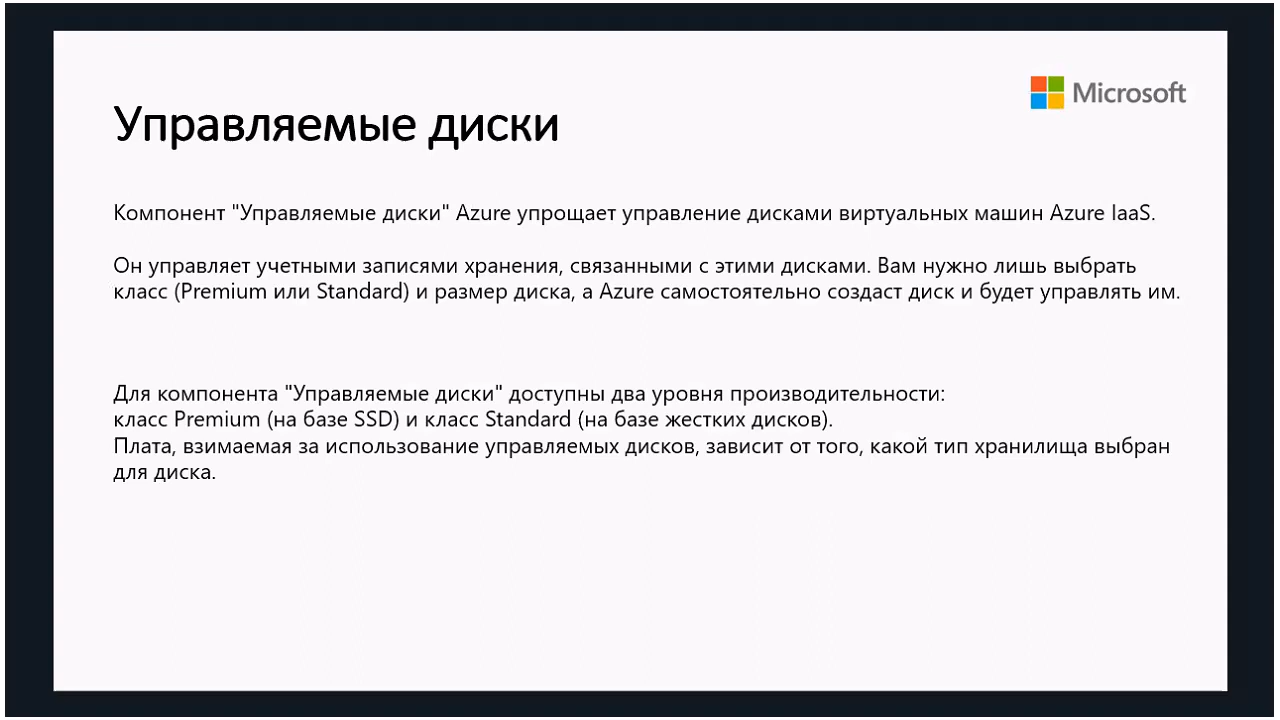 Microsoft
Управляемые диски
Компонент "Управляемые диски" Azure упрощает управление дисками виртуальных машин Azure IaaS.
Он управляет учетными записями хранения, связанными с этими дисками. Вам нужно лишь выбрать
класс (Premium или Standard) и размер диска, а Azure самостоятельно создаст диск и будет управлять им.
Для компонента "Управляемые диски" доступны два уровня производительности:
класс Premium (на базе SSD) и класс Standard (на базе жестких дисков).
Плата, взимаемая за использование управляемых дисков, зависит от того, какой тип хранилища выбран
для диска.